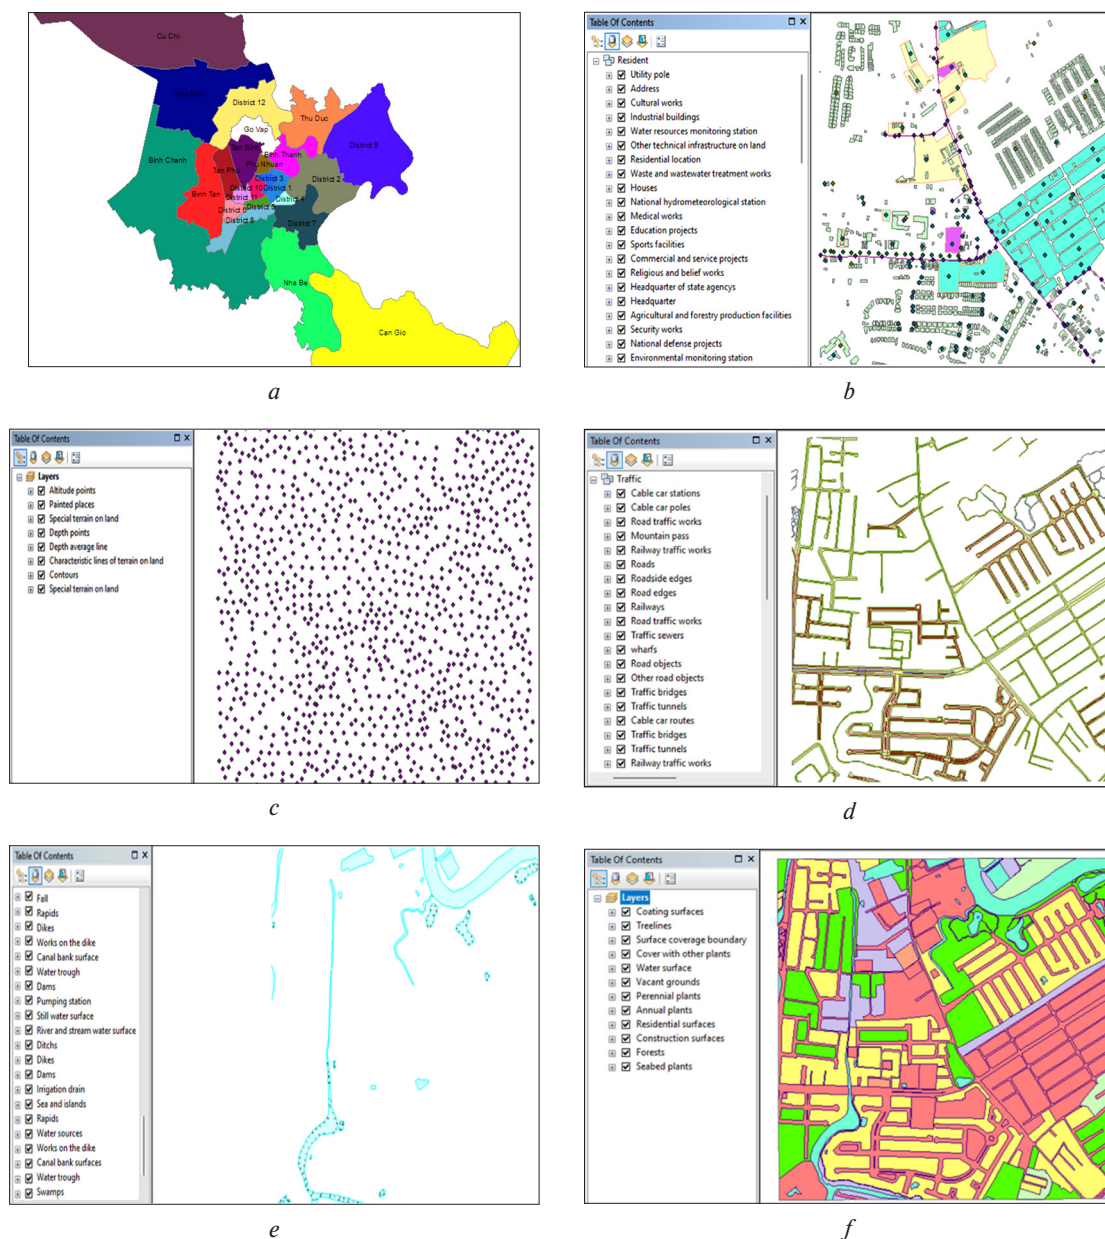 Cu Chi
District 12
Thu Duc
Go Vap
Tan Binh
Binh Thanh
District 9
Binh Chanh
Phu Nhuan
Tan Phu
District 3
District 2
Binh Tan
District 10
District 1
District 11
District 4
District 6
District 5
District 8
District 7
Nha Be
Can Gio
a
Table Of Contents
Resident
Utility pole
Address
Cultural works
Industrial buildings
Water resources monitoring station
Other technical infrastructure on land
Residential location
Waste and wastewater treatment works
Houses
National hydrometeorological station
Medical works
Education projects
Sports facilities
Commercial and service projects
Religious and belief works
Headquarter of state agencys
Headquarter
Agricultural and forestry production facilities
Security works
National defense projects
Environmental monitoring station
b
Table Of Contents
Layers
Altitude points
Painted places
Special terrain on land
Depth points
Depth average line
Characteristic lines of terrain on land
Contours
Special terrain on land
c
Table Of Contents
Traffic
Cable car stations
Cable car poles
Road traffic works
Mountain pass
Railway traffic works
Roads
Roadside edges
Road edges
Railways
Road traffic works
Traffic sewers
wharfs
Road objects
Other road objects
Traffic bridges
Traffic tunnels
Cable car routes
Traffic bridges
Traffic tunnels
Railway traffic works
d
Table Of Contents
Fall
Rapids
Dikes
Works on the dike
Canal bank surface
Water trough
Dams
Pumping station
Still water surface
River and stream water surface
Ditchs
Dikes
Dams
Irrigation drain
Sea and islands
Rapids
Water sources
Works on the dike
Canal bank surfaces
Water trough
Swamps
e
Table Of Contents
Layers
Coating surfaces
Treelines
Surface coverage boundary
Cover with other plants
Water surface
Vacant grounds
Perennial plants
Annual plants
Residential surfaces
Construction surfaces
Forests
Seabed plants
f